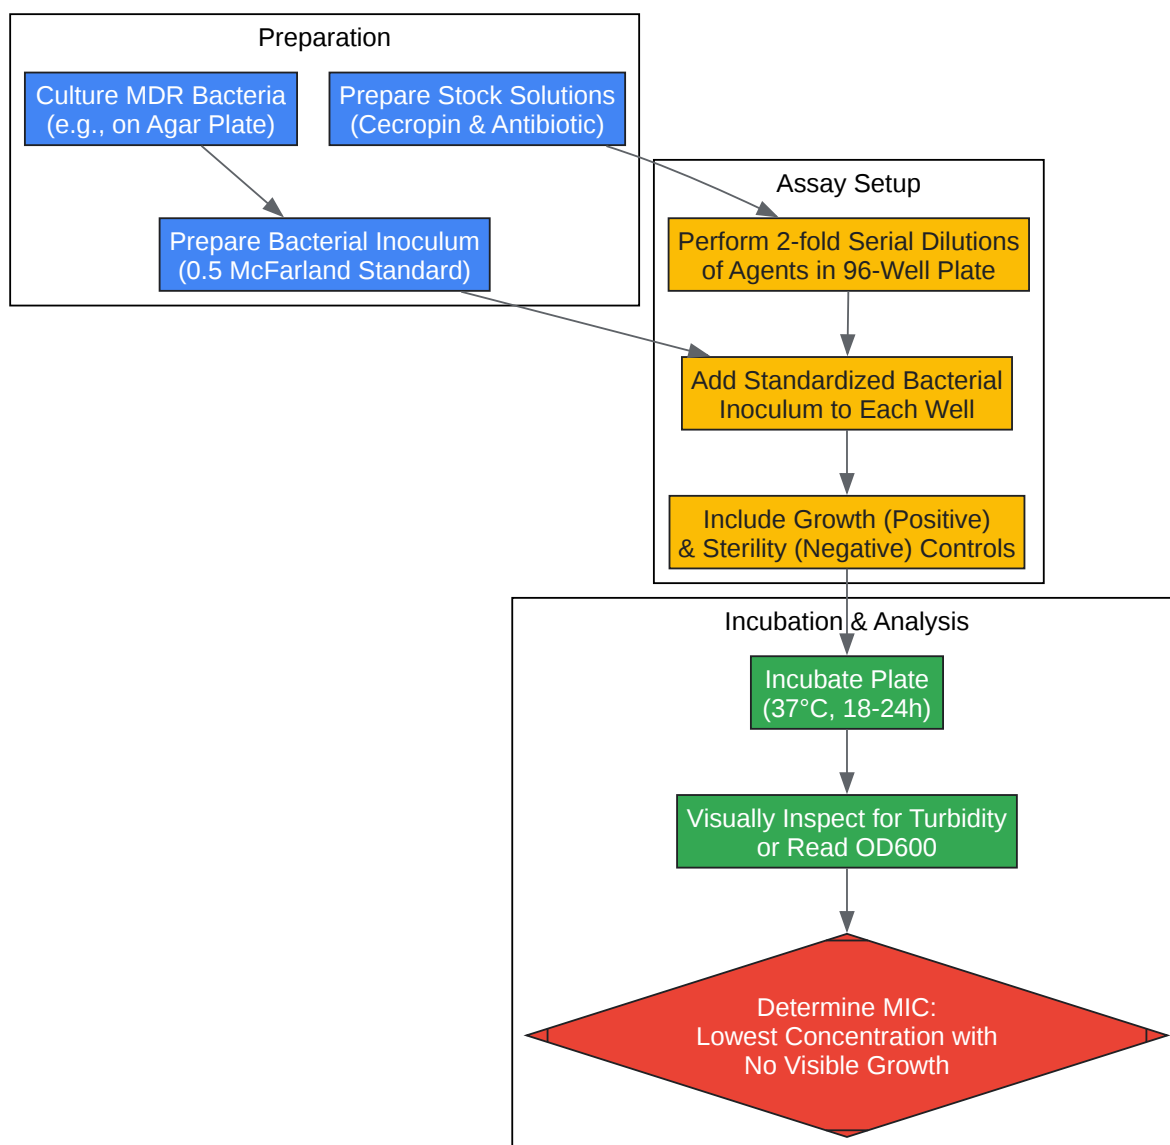 Preparation
Culture MDR Bacteria
(e.g., on Agar Plate)
Prepare Stock Solutions
(Cecropin & Antibiotic)
Prepare Bacterial Inoculum
(0.5 McFarland Standard)
Assay Setup
Perform 2-fold Serial Dilutions
of Agents in 96-Well Plate
Add Standardized Bacterial
Inoculum to Each Well
Include Growth (Positive)
& Sterility (Negative) Controls
Incubation & Analysis
Incubate Plate
(37°C, 18-24h)
Visually Inspect for Turbidity
or Read OD600
Determine MIC:
Lowest Concentration with
No Visible Growth